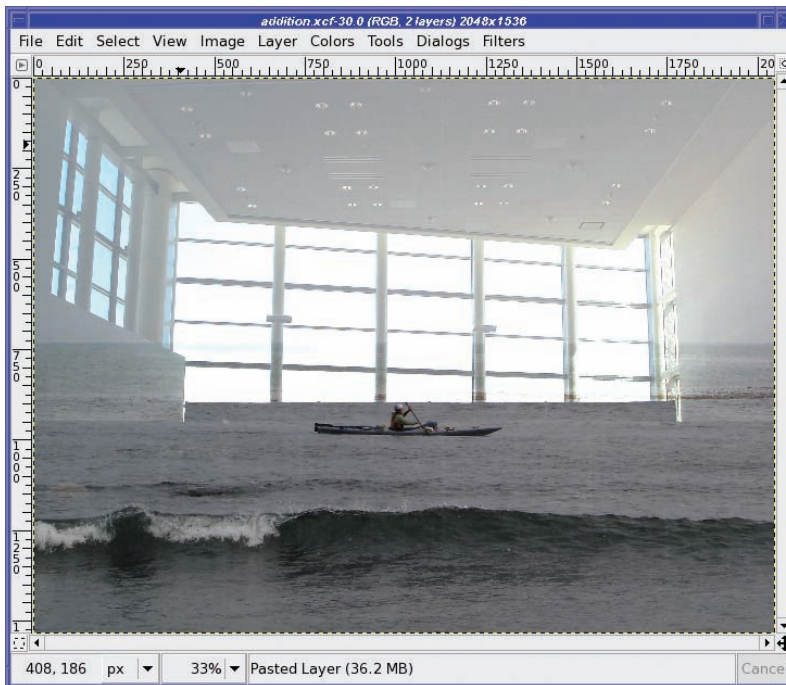 addition.xcf-30.0 (RGB, 2 layers) 2048x1536
File Edit Select View Image Layer Colors Tools Dialogs Filters
0 250 500 750 1000 1250 1500 1750 20
0
250
500
750
1000
1250
1
408, 186 px 33% Pasted Layer (36.2 MB) Cance